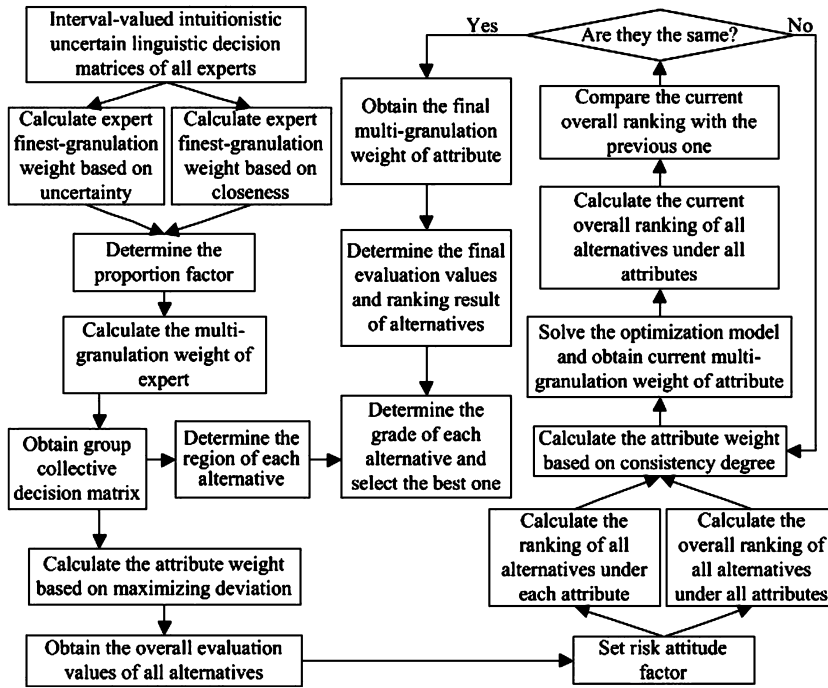 Interval-valued intuitionistic
uncertain linguistic decision
matrices of all experts
Calculate expert
finest-granulation
weight based on
uncertainty
Calculate expert
finest-granulation
weight based on
closeness
Determine the
proportion factor
Calculate the multi-
granulation weight of
expert
Obtain group
collective
decision matrix
Determine the
region of each
alternative
Calculate the attribute weight
based on maximizing deviation
Obtain the overall evaluation
values of all alternatives
Yes
Obtain the final
multi-granulation
weight of attribute
Determine the final
evaluation values
and ranking result
of alternatives
Determine the
grade of each
alternative and
select the best one
Are they the same?
No
Compare the current
overall ranking with the
previous one
Calculate the current
overall ranking of all
alternatives under all
attributes
Solve the optimization model
and obtain current multi-
granulation weight of attribute
Calculate the attribute weight
based on consistency degree
Calculate the
ranking of all
alternatives under
each attribute
Calculate the
overall ranking of
all alternatives
under all attributes
Set risk attitude
factor